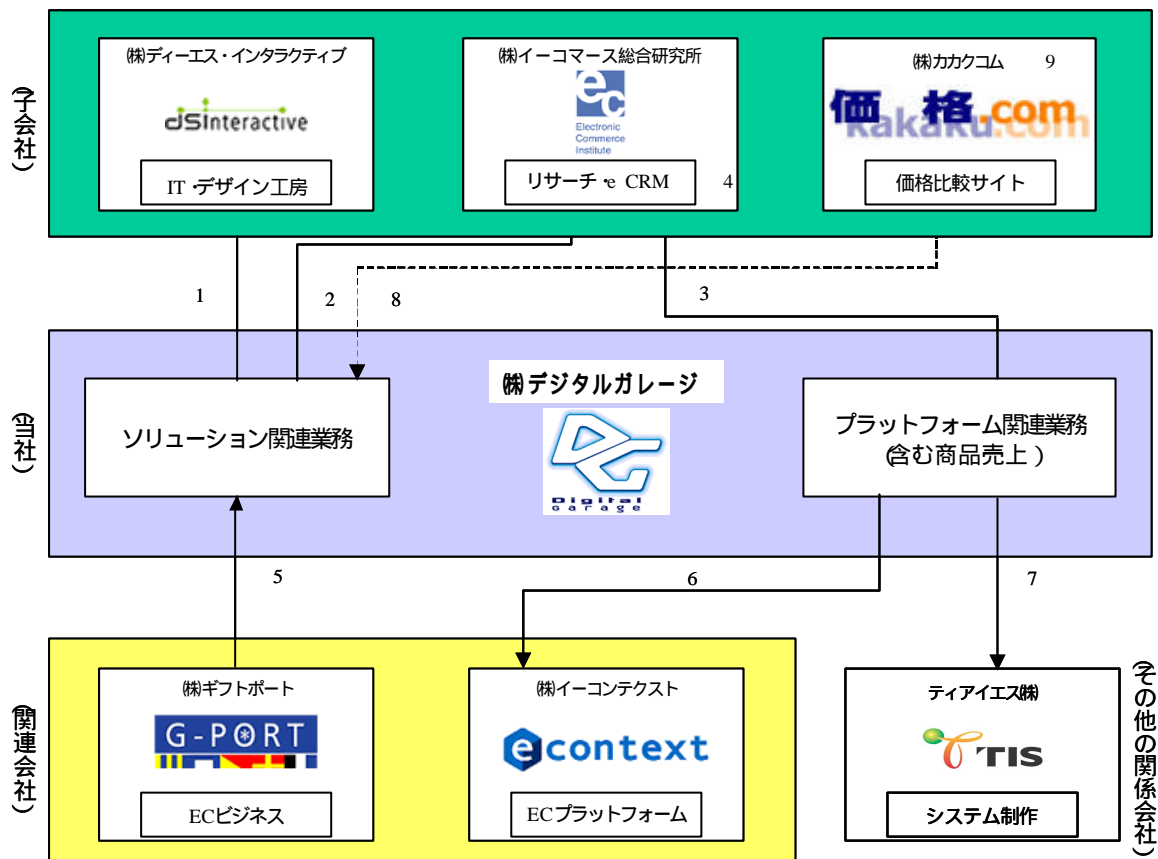 (子会社)
㈱ディーエス・インタラクティブ
dsinteractive
IT・デザイン工房
㈱イーコマース総合研究所
ec
Electronic
Commerce
Institute
リサーチ・e CRM
4
㈱カカクコム 9
価格.com
kakaku.com
価格比較サイト
1
2
8
3
(当社)
㈱デジタルガレージ
ソリューション関連業務
Digital
Garage
プラットフォーム関連業務
(含む商品売上)
5
6
7
(関連会社)
㈱ギフトポート
G-PORT
ECビジネス
㈱イーコンテクスト
econtext
ECプラットフォーム
ティアイエス㈱
TIS
システム制作
(その他の関係会社)